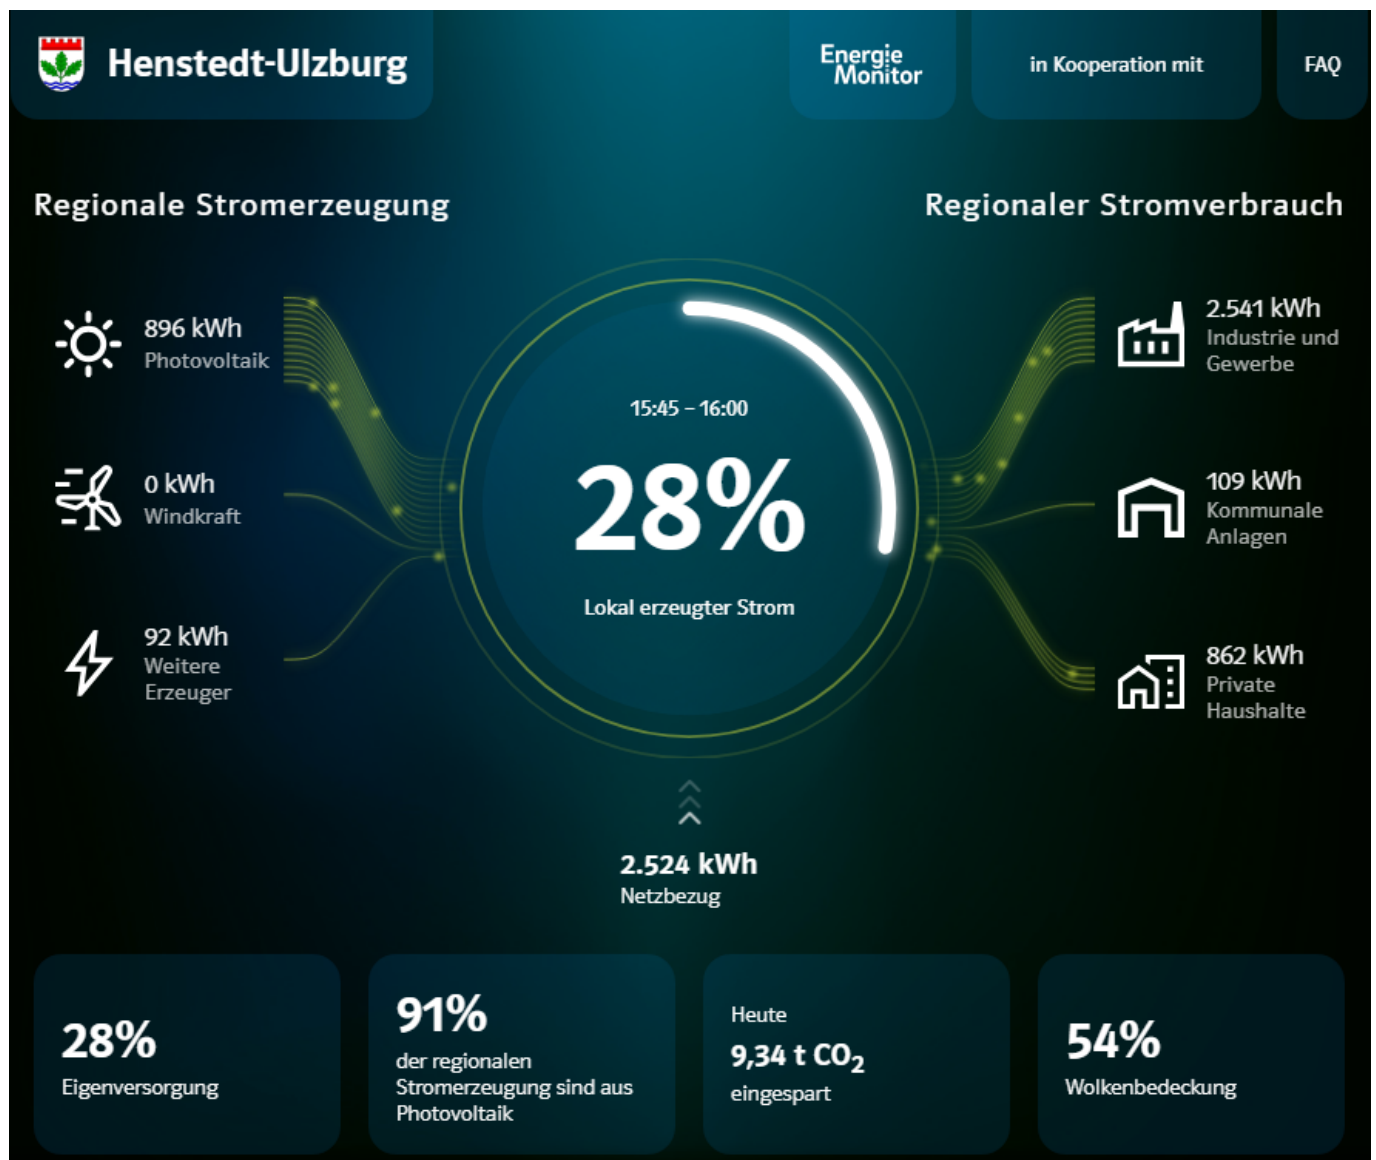 Henstedt-Ulzburg
Energie
Monitor
in Kooperation mit
FAQ
Regionale Stromerzeugung
Regionaler Stromverbrauch
896 kWh
Photovoltaik
0 kWh
Windkraft
92 kWh
Weitere
Erzeuger
15:45 – 16:00
28%
Lokal erzeugter Strom
2.541 kWh
Industrie und
Gewerbe
109 kWh
Kommunale
Anlagen
862 kWh
Private
Haushalte
2.524 kWh
Netzbezug
28%
Eigenversorgung
91%
der regionalen
Stromerzeugung sind aus
Photovoltaik
Heute
9,34 t CO₂
eingespart
54%
Wolkenbedeckung